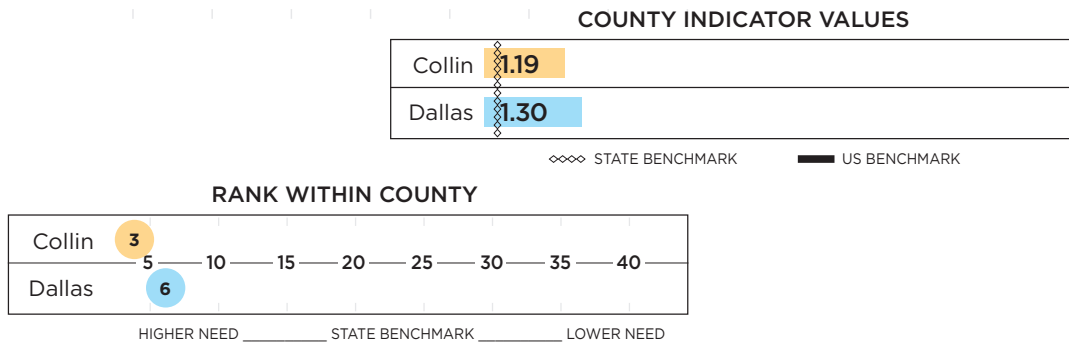 COUNTY INDICATOR VALUES
Collin 1.19
Dallas 1.30
STATE BENCHMARK US BENCHMARK
RANK WITHIN COUNTY
Collin 3
5 10 15 20 25 30 35 40
Dallas 6
HIGHER NEED STATE BENCHMARK LOWER NEED